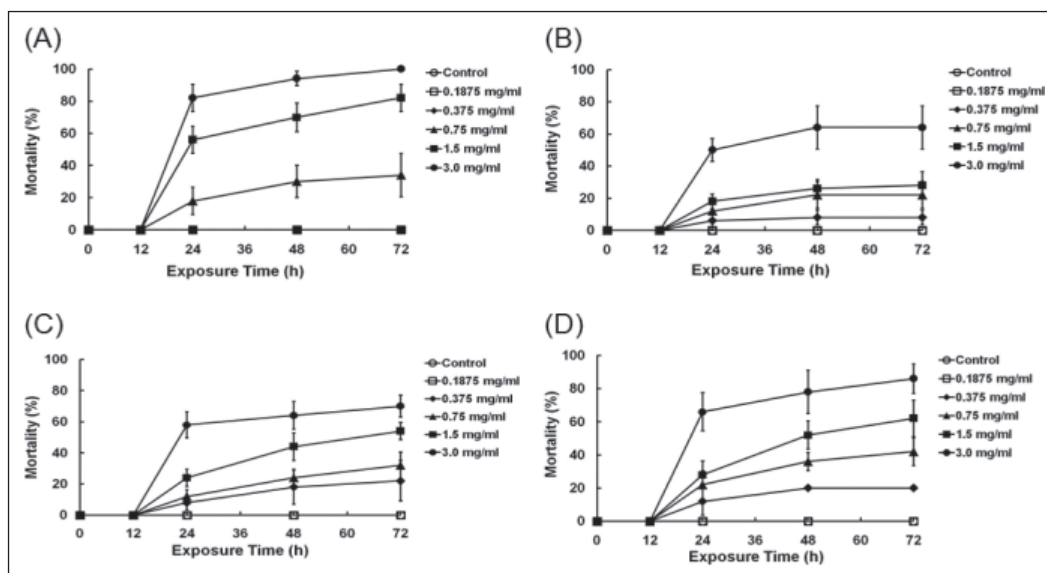 (A)
100
80
60
40
20
0
Mortality (%)
0 12 24 36 48 60 72
Exposure Time (h)
Control
0.1875 mg/ml
0.375 mg/ml
0.75 mg/ml
1.5 mg/ml
3.0 mg/ml
(B)
100
80
60
40
20
0
Mortality (%)
0 12 24 36 48 60 72
Exposure Time (h)
Control
0.1875 mg/ml
0.375 mg/ml
0.75 mg/ml
1.5 mg/ml
3.0 mg/ml
(C)
100
80
60
40
20
0
Mortality (%)
0 12 24 36 48 60 72
Exposure Time (h)
Control
0.1875 mg/ml
0.375 mg/ml
0.75 mg/ml
1.5 mg/ml
3.0 mg/ml
(D)
100
80
60
40
20
0
Mortality (%)
0 12 24 36 48 60 72
Exposure Time (h)
Control
0.1875 mg/ml
0.375 mg/ml
0.75 mg/ml
1.5 mg/ml
3.0 mg/ml